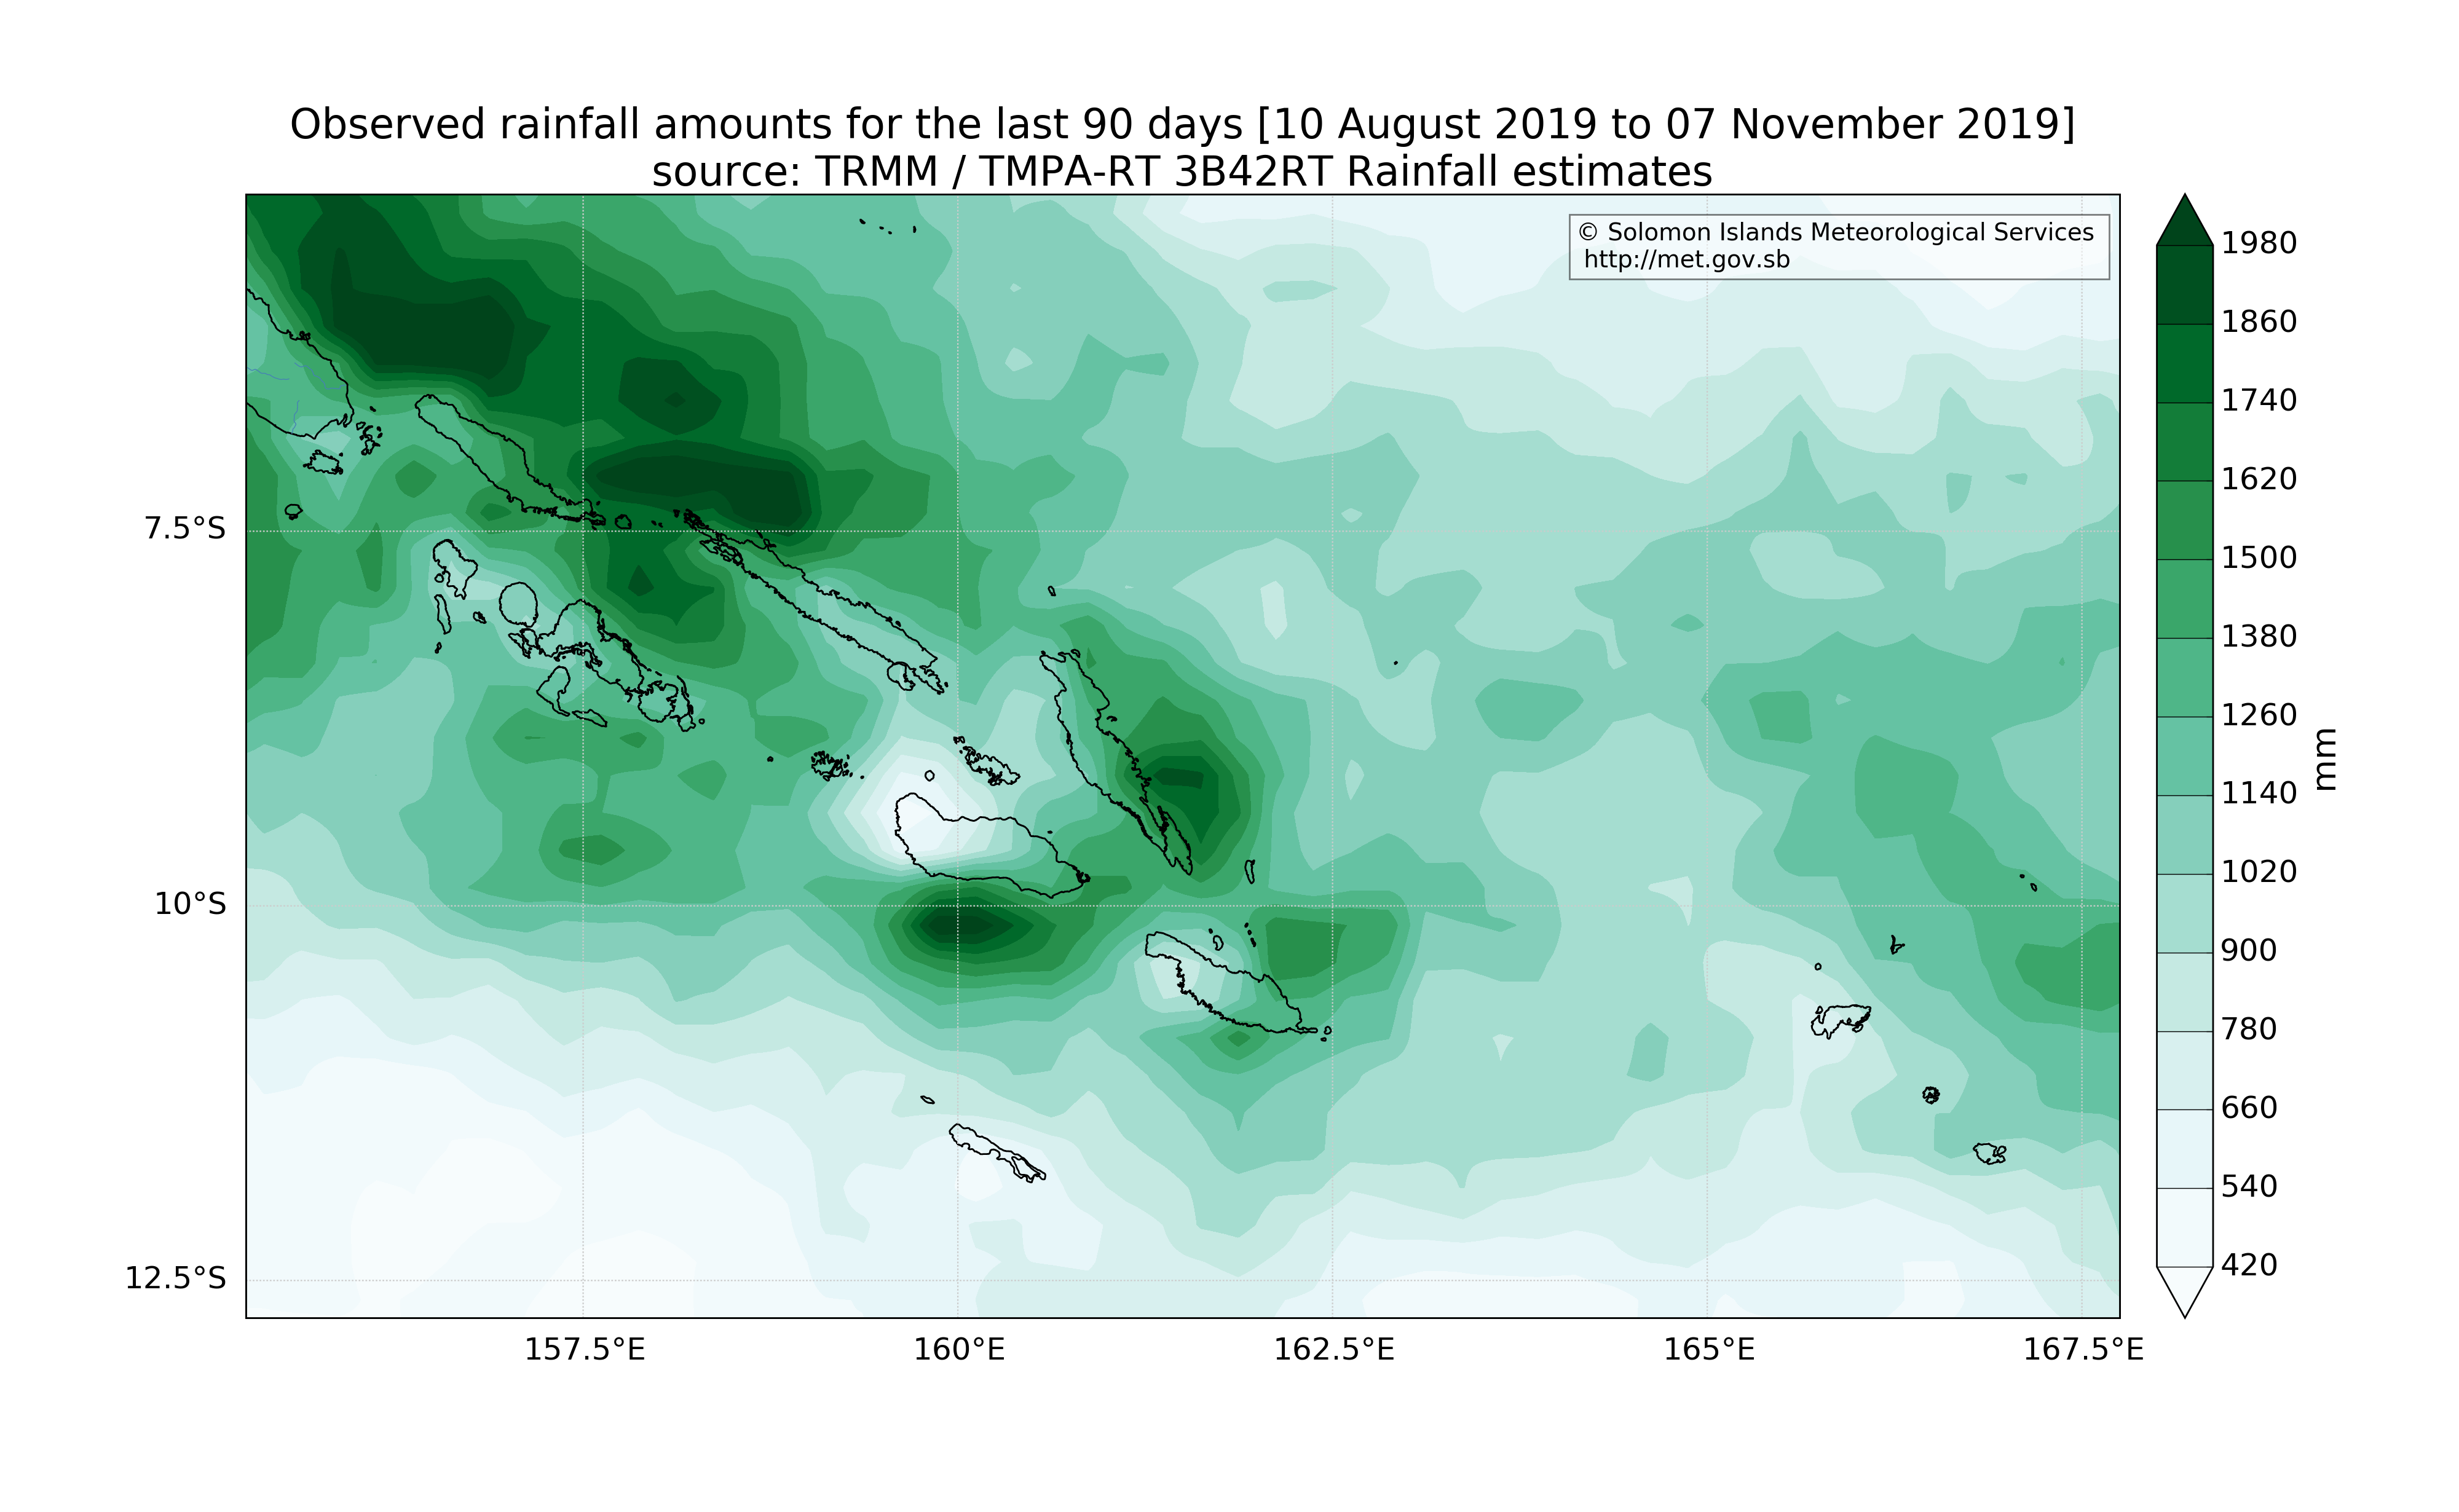 Observed rainfall amounts for the last 90 days [10 August 2019 to 07 November 2019]
source: TRMM / TMPA-RT 3B42RT Rainfall estimates
© Solomon Islands Meteorological Services
http://met.gov.sb
7.5°S
10°S
12.5°S
157.5°E
160°E
162.5°E
165°E
167.5°E
1980
1860
1740
1620
1500
1380
1260
1140
1020
900
780
660
540
420
mm